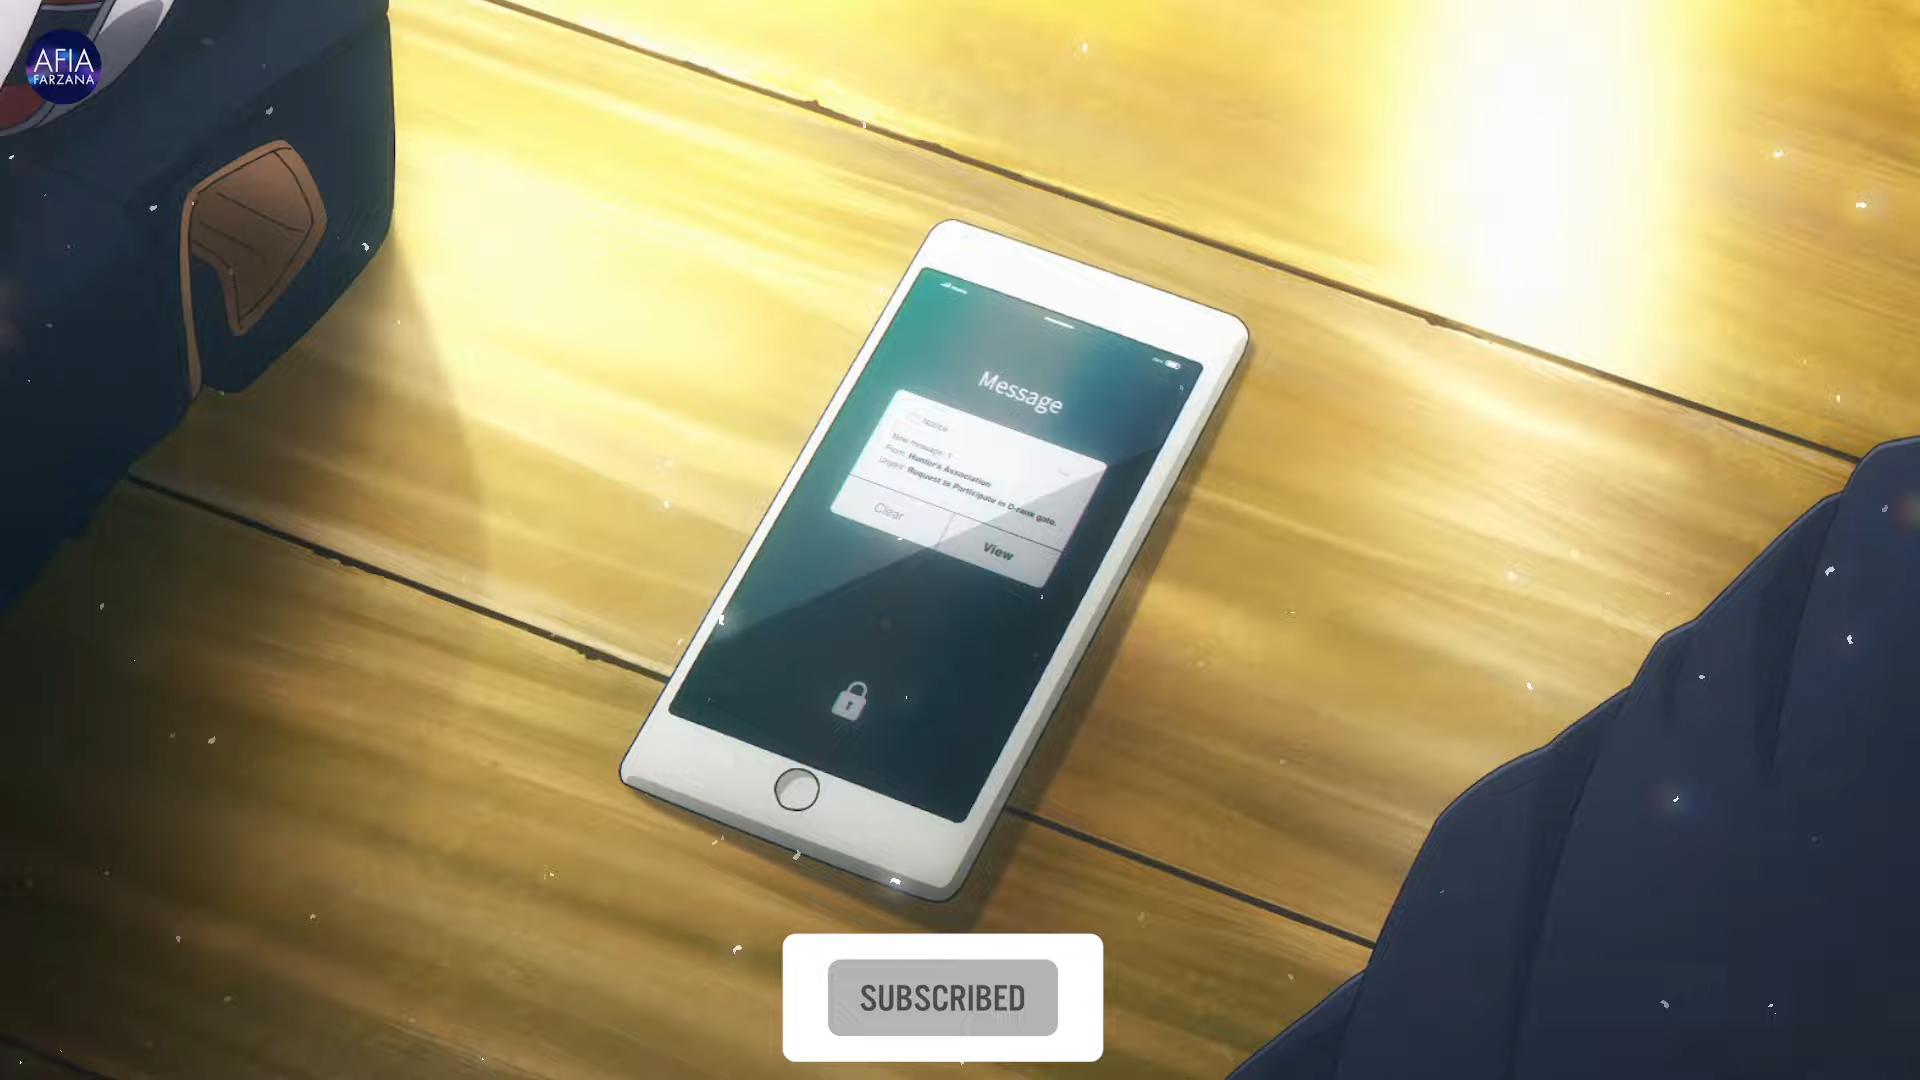 AFIA
FARZANA
Message
Notice
New message: 1
From: Hunter's Association
Urgent: Request to Participate in D-rank gate.
Clear
View
SUBSCRIBED